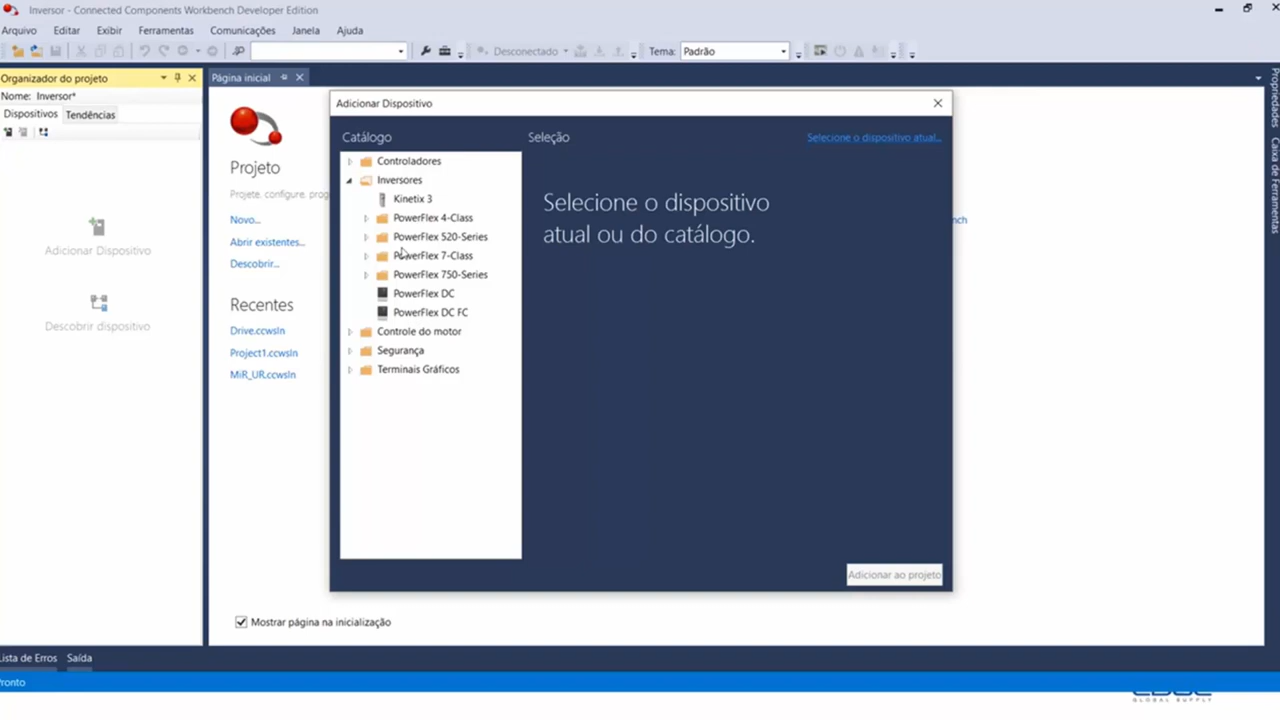 Inversor - Connected Components Workbench Developer Edition
Arquivo Editar Exibir Ferramentas Comunicações Janela Ajuda
Desconectado Tema: Padrão
Organizador do projeto
Página inicial
Nome: Inversor*
Dispositivos Tendências
Adicionar Dispositivo
Descobrir dispositivo
Projeto
Projete, configure, prog
Novo...
Abrir existentes...
Descobrir...
Recentes
Drive.ccwsln
Project1.ccwsln
MiR_UR.ccwsln
Mostrar página na inicialização
Adicionar Dispositivo
Catálogo
Seleção
Selecione o dispositivo atual...
Controladores
Inversores
Kinetix 3
PowerFlex 4-Class
PowerFlex 520-Series
PowerFlex 7-Class
PowerFlex 750-Series
PowerFlex DC
PowerFlex DC FC
Controle do motor
Segurança
Terminais Gráficos
Selecione o dispositivo
atual ou do catálogo.
Adicionar ao projeto
nch
Propriedades
Caixa de Ferramentas
Lista de Erros Saída
Pronto
GLOBAL SUPPLY